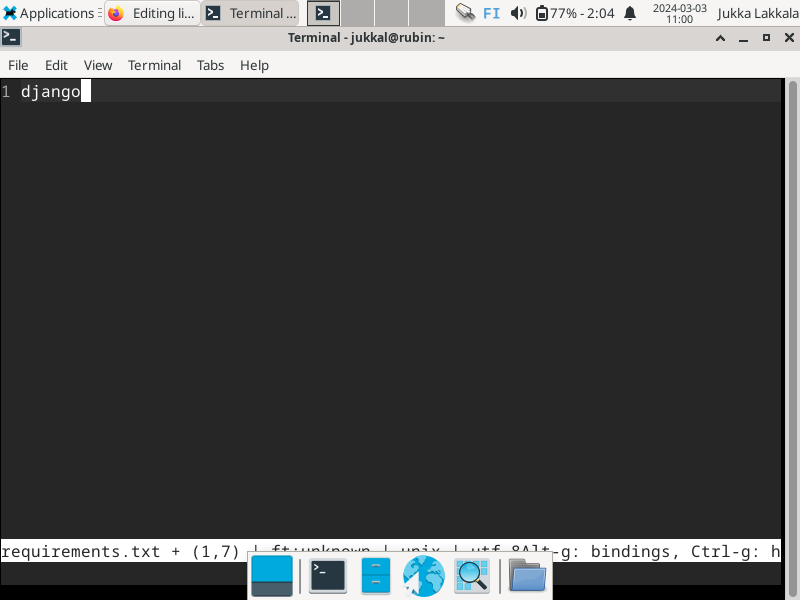 Applications
Editing li...
Terminal ...
FI
77% - 2:04
2024-03-03
11:00
Jukka Lakkala
Terminal - jukkal@rubin: ~
File Edit View Terminal Tabs Help
1 django
requirements.txt + (1,7) | ft:unknown | unix | utf-8Alt-g: bindings, Ctrl-g: h